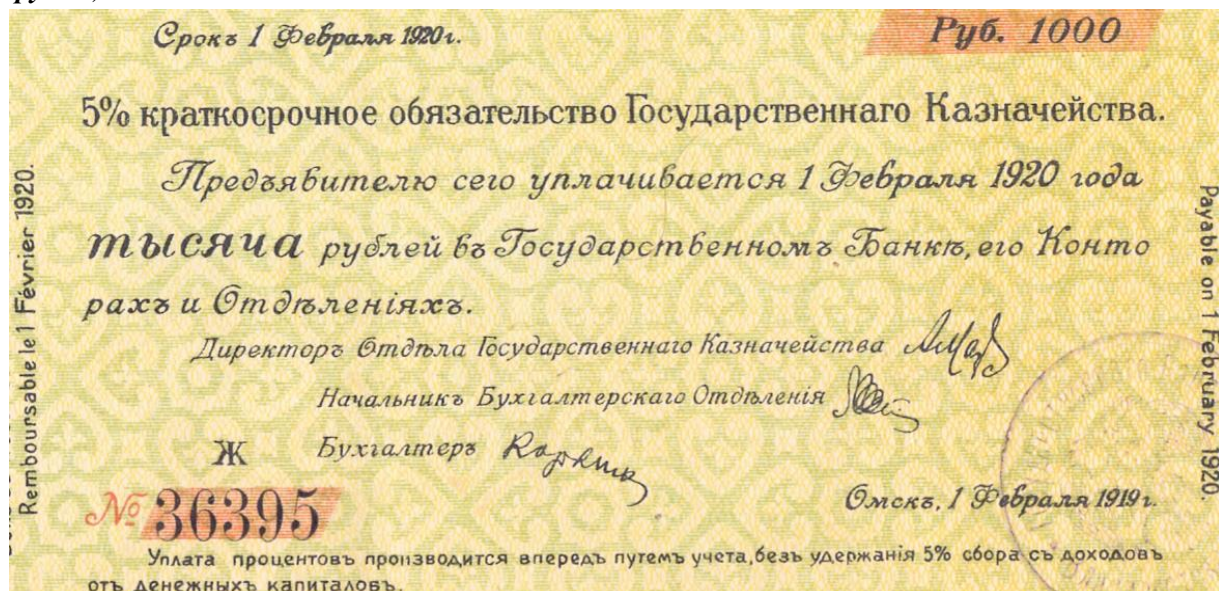 Срокъ 1 Февраля 1920 г.
Руб. 1000
5% краткосрочное обязательство Государственнаго Казначейства.
Предъявителю сего уплачивается 1 Февраля 1920 года
тысяча рублей въ Государственномъ Банкѣ, его Конто
рахъ и Отдѣленіяхъ.
Директоръ Отдѣла Государственнаго Казначейства
Начальникъ Бухгалтерскаго Отдѣленія
Ж Бухгалтеръ
№ 36395
Омскъ, 1 Февраля 1919 г.
Уплата процентовъ производится впередъ путемъ учета, безъ удержанія 5% сбора съ доходовъ
отъ денежныхъ капиталовъ.
Remboursable le 1 Février 1920.
Payable on 1 February 1920.